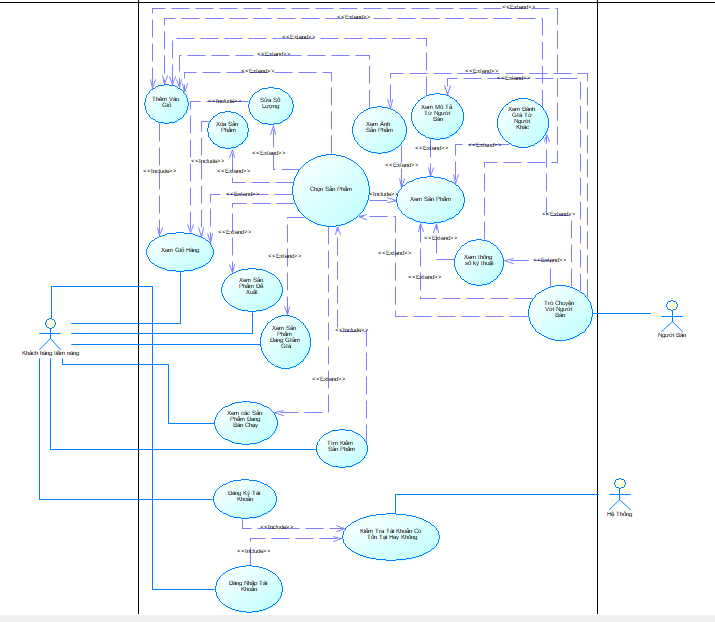 <<Extend>>
<<Extend>>
<<Extend>>
<<Extend>>
<<Extend>>
<<Extend>>
<<Extend>>
Thêm Vào
Giỏ
<<Include>>
Sửa Số
Lượng
Xóa Sản
Phẩm
Xem Ảnh
Sản Phẩm
Xem Mô Tả
Từ Người
Bán
Xem Đánh
Giá Từ
Người
Khác
<<Extend>>
<<Extend>>
<<Include>>
<<Include>>
<<Extend>>
<<Extend>>
Chọn Sản Phẩm
<<Extend>>
<<Include>>
Xem Sản Phẩm
<<Extend>>
<<Extend>>
<<Extend>>
Xem Giỏ Hàng
<<Extend>>
Xem thông
số kỹ thuật
<<Extend>>
<<Extend>>
Xem Sản
Phẩm Đề
Xuất
Trò Chuyện
Với Người
Bán
Người Bán
Xem Sản
Phẩm
Đang Giảm
Giá
<<Include>>
Khách hàng tiềm năng
<<Extend>>
Xem các Sản
Phẩm Đang
Bán Chạy
Tìm Kiếm
Sản Phẩm
Đăng Ký Tài
Khoản
Hệ Thống
<<Include>>
Kiểm Tra Tài Khoản Có
Tồn Tại Hay Không
<<Include>>
Đăng Nhập Tài
Khoản